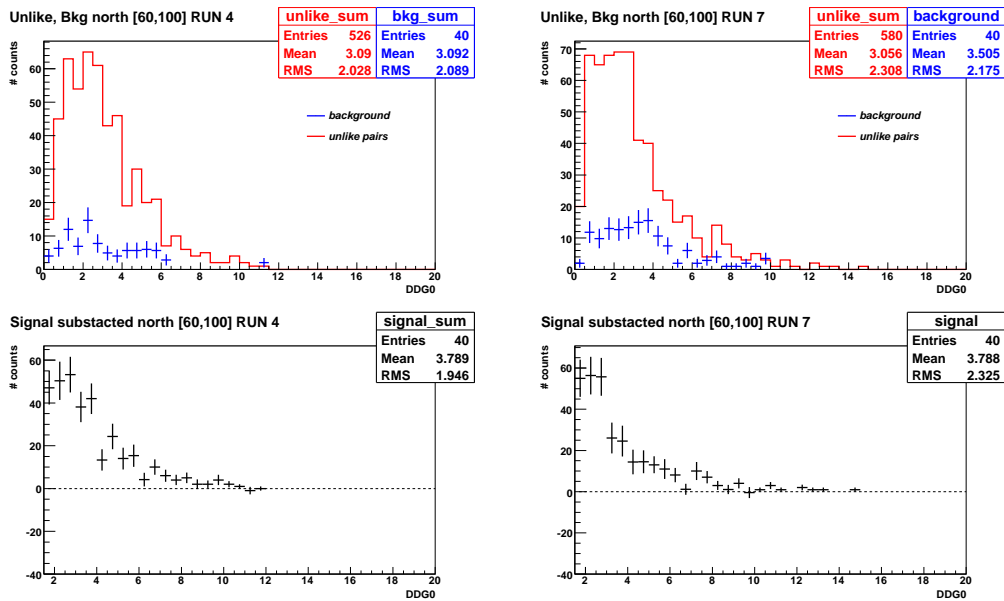 Unlike, Bkg north [60,100] RUN 4
unlike_sum bkg_sum
Entries 526 Entries 40
Mean 3.09 Mean 3.092
RMS 2.028 RMS 2.089
# counts
60
50
40
30
20
10
0
background
unlike pairs
0 2 4 6 8 10 12 14 16 18 20
DDG0
Unlike, Bkg north [60,100] RUN 7
unlike_sum background
Entries 580 Entries 40
Mean 3.056 Mean 3.505
RMS 2.308 RMS 2.175
# counts
70
60
50
40
30
20
10
0
background
unlike pairs
0 2 4 6 8 10 12 14 16 18 20
DDG0
Signal substacted north [60,100] RUN 4
signal_sum
Entries 40
Mean 3.789
RMS 1.946
# counts
60
40
20
0
-20
-40
2 4 6 8 10 12 14 16 18 20
DDG0
Signal substacted north [60,100] RUN 7
signal
Entries 40
Mean 3.788
RMS 2.325
# counts
60
40
20
0
-20
-40
2 4 6 8 10 12 14 16 18 20
DDG0